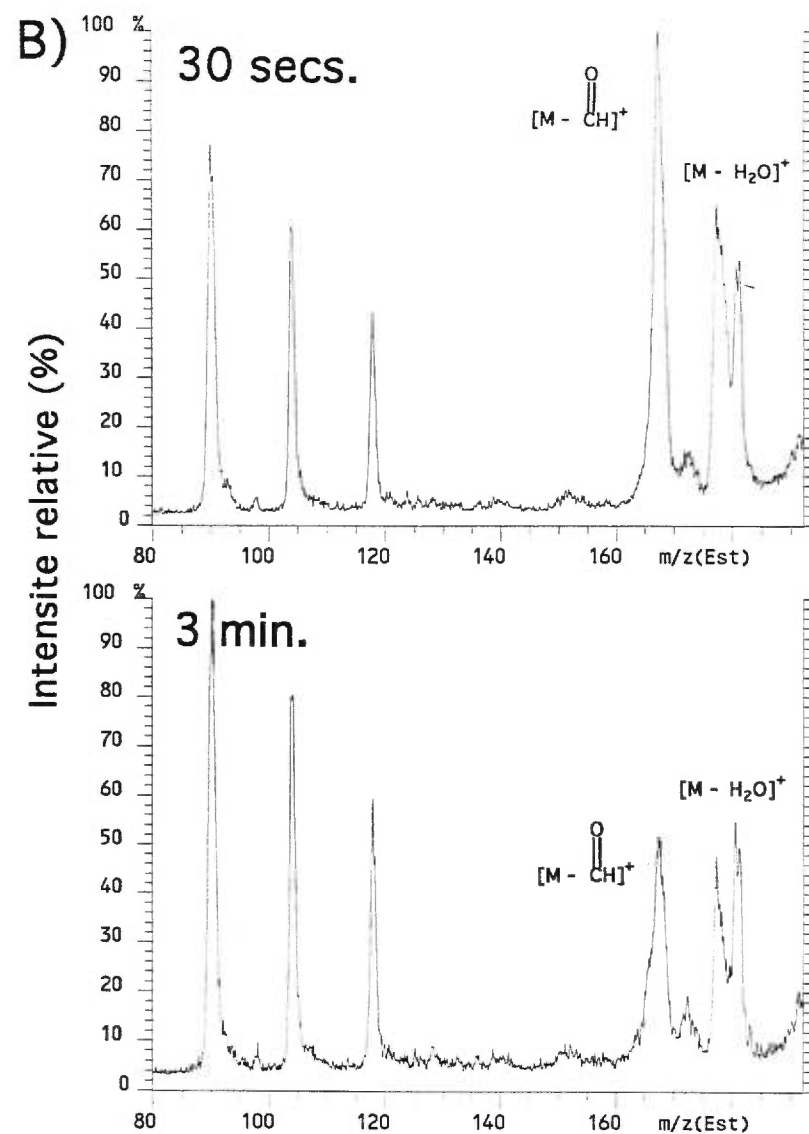 B)
30 secs.
100 %
90
80
70
60
50
40
30
20
10
0
O
[M - CH]⁺
[M - H₂O]⁺
80 100 120 140 160 m/z(Est)
Intensite relative (%)
3 min.
100 %
90
80
70
60
50
40
30
20
10
0
[M - H₂O]⁺
O
[M - CH]⁺
80 100 120 140 160 m/z(Est)